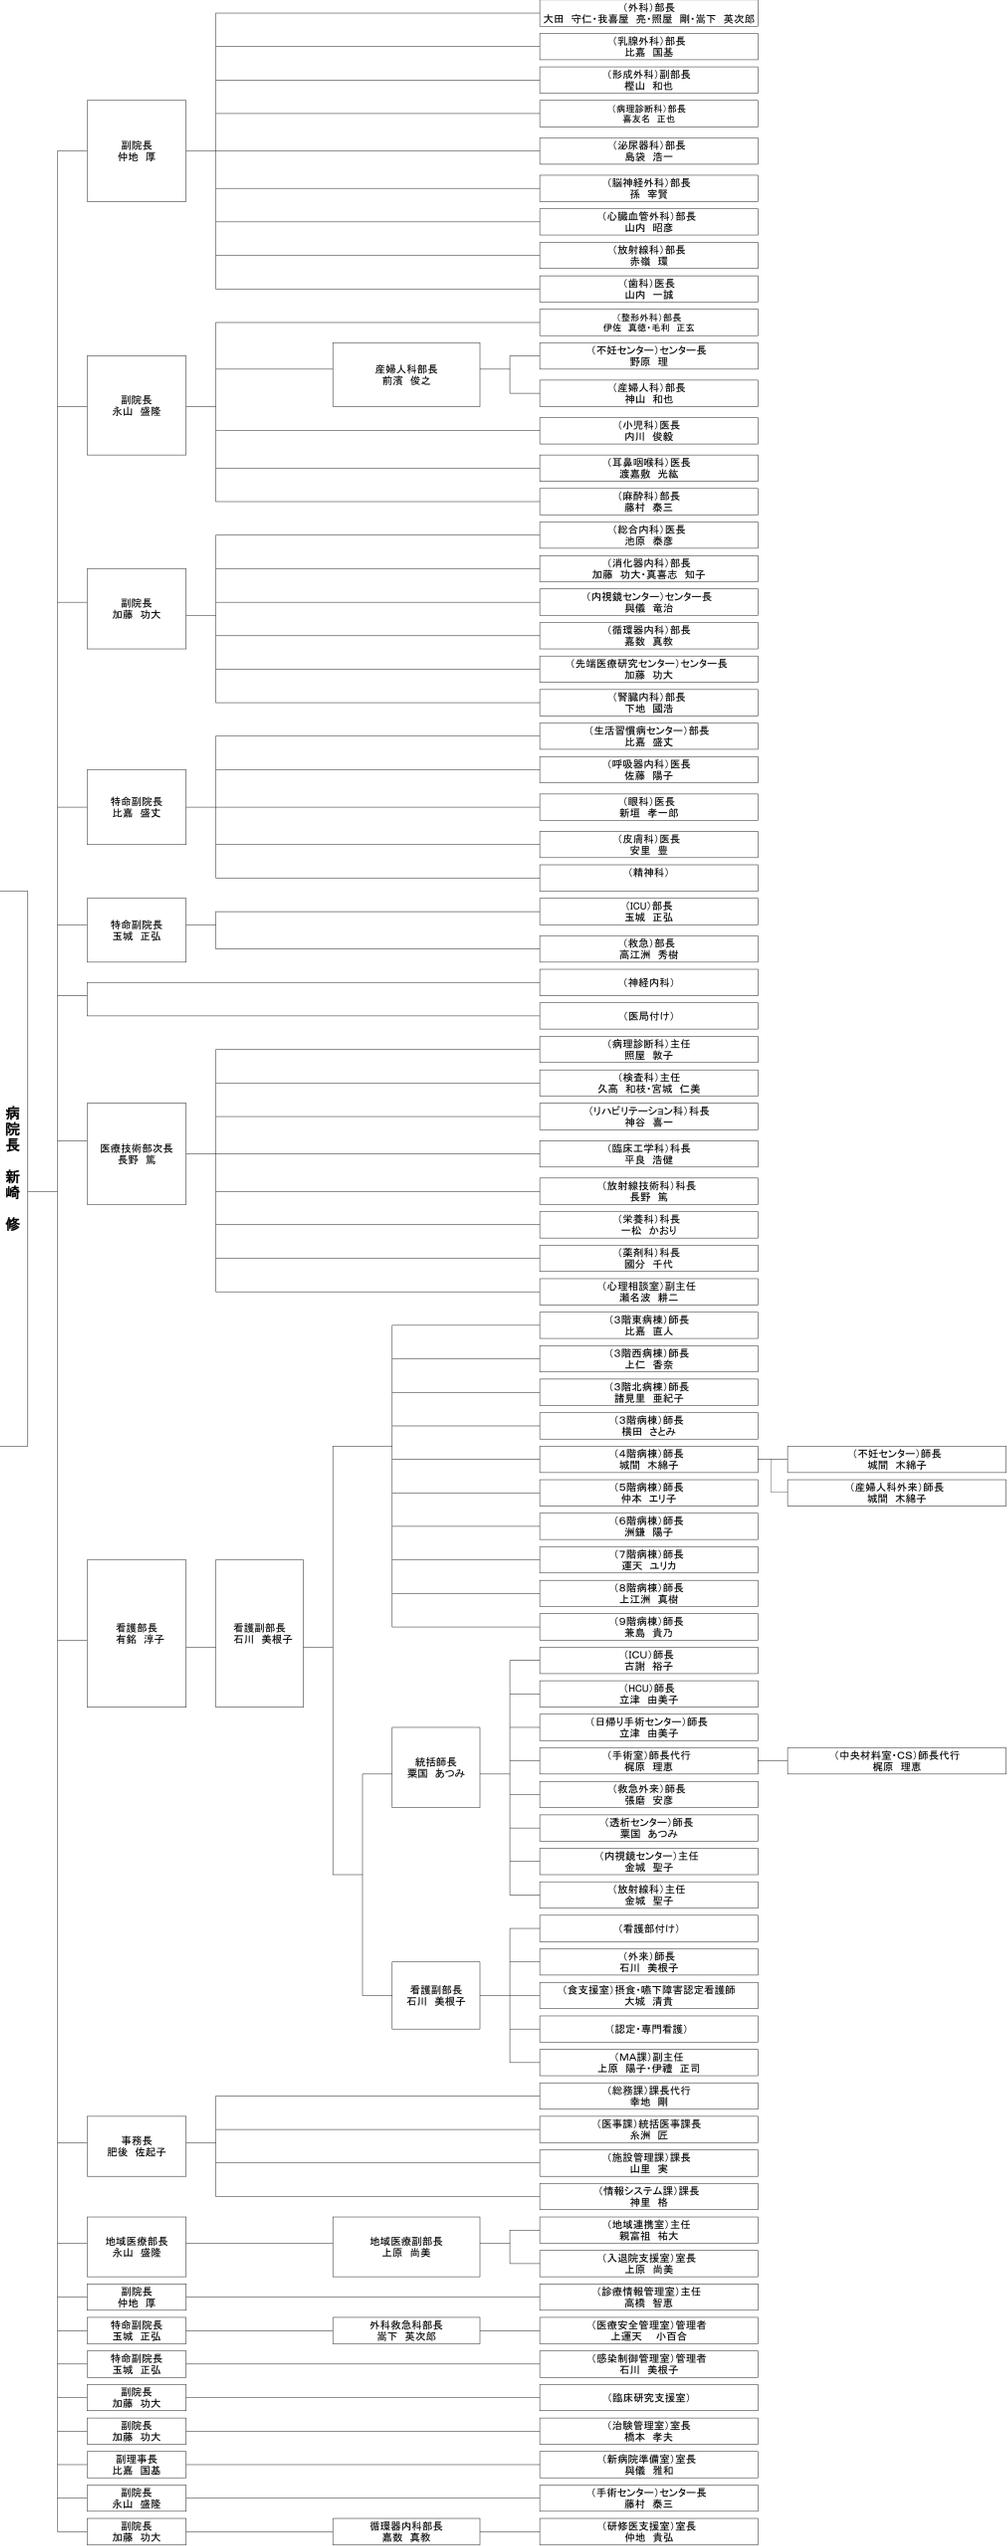 (外科)部長
大田 守仁・我喜屋 亮・照屋 剛・嵩下 英次郎
(乳腺外科)部長
比嘉 国基
(形成外科)副部長
樫山 和也
(病理診断科)部長
喜友名 正也
副院長
仲地 厚
(泌尿器科)部長
島袋 浩一
(脳神経外科)部長
孫 宰賢
(心臓血管外科)部長
山内 昭彦
(放射線科)部長
赤嶺 環
(歯科)医長
山内 一誠
(整形外科)部長
伊佐 真徳・毛利 正玄
(不妊センター)センター長
野原 理
産婦人科部長
前濱 俊之
(産婦人科)部長
神山 和也
副院長
永山 盛隆
(小児科)医長
内川 俊毅
(耳鼻咽喉科)医長
渡嘉敷 光紘
(麻酔科)部長
藤村 泰三
(総合内科)医長
池原 泰彦
(消化器内科)部長
加藤 功大・真喜志 知子
(内視鏡センター)センター長
與儀 竜治
副院長
加藤 功大
(循環器内科)部長
嘉数 真教
(先端医療研究センター)センター長
加藤 功大
(腎臓内科)部長
下地 國浩
(生活習慣病センター)部長
比嘉 盛丈
(呼吸器内科)医長
佐藤 陽子
特命副院長
比嘉 盛丈
(眼科)医長
新垣 孝一郎
(皮膚科)医長
安里 豊
(精神科)
(ICU)部長
玉城 正弘
特命副院長
玉城 正弘
(救急)部長
高江洲 秀樹
(神経内科)
(医局付け)
(病理診断科)主任
照屋 敦子
(検査科)主任
久高 和枝・宮城 仁美
(リハビリテーション科)科長
神谷 喜一
医療技術部次長
長野 篤
(臨床工学科)科長
平良 浩健
病院長 新崎 修
(放射線技術科)科長
長野 篤
(栄養科)科長
一松 かおり
(薬剤科)科長
國分 千代
(心理相談室)副主任
瀬名波 耕二
(3階東病棟)師長
比嘉 直人
(3階西病棟)師長
上仁 香奈
(3階北病棟)師長
諸見里 亜紀子
(3階病棟)師長
横田 さとみ
(4階病棟)師長
城間 木綿子
(不妊センター)師長
城間 木綿子
(産婦人科外来)師長
城間 木綿子
(5階病棟)師長
仲本 エリ子
(6階病棟)師長
洲鎌 陽子
(7階病棟)師長
運天 ユリカ
(8階病棟)師長
上江洲 真樹
(9階病棟)師長
兼島 貴乃
看護部長
有銘 淳子
看護副部長
石川 美根子
(ICU)師長
古謝 裕子
(HCU)師長
立津 由美子
(日帰り手術センター)師長
立津 由美子
統括師長
粟国 あつみ
(手術室)師長代行
梶原 理恵
(中央材料室・CS)師長代行
梶原 理恵
(救急外来)師長
張磨 安彦
(透析センター)師長
粟国 あつみ
(内視鏡センター)主任
金城 聖子
(放射線科)主任
金城 聖子
(看護部付け)
(外来)師長
石川 美根子
看護副部長
石川 美根子
(食支援室)摂食・嚥下障害認定看護師
大城 清貴
(認定・専門看護)
(MA課)副主任
上原 陽子・伊禮 正司
(総務課)課長代行
幸地 剛
(医事課)統括医事課長
糸洲 匠
事務長
肥後 佐起子
(施設管理課)課長
山里 実
(情報システム課)課長
神里 格
(地域連携室)主任
親富祖 祐大
地域医療部長
永山 盛隆
地域医療副部長
上原 尚美
(入退院支援室)室長
上原 尚美
副院長
仲地 厚
(診療情報管理室)主任
高橋 智恵
特命副院長
玉城 正弘
外科救急科部長
嵩下 英次郎
(医療安全管理室)管理者
上運天 小百合
特命副院長
玉城 正弘
(感染制御管理室)管理者
石川 美根子
副院長
加藤 功大
(臨床研究支援室)
副院長
加藤 功大
(治験管理室)室長
橋本 孝夫
副理事長
比嘉 国基
(新病院準備室)室長
與儀 雅和
副院長
永山 盛隆
(手術センター)センター長
藤村 泰三
副院長
加藤 功大
循環器内科部長
嘉数 真教
(研修医支援室)室長
仲地 貴弘